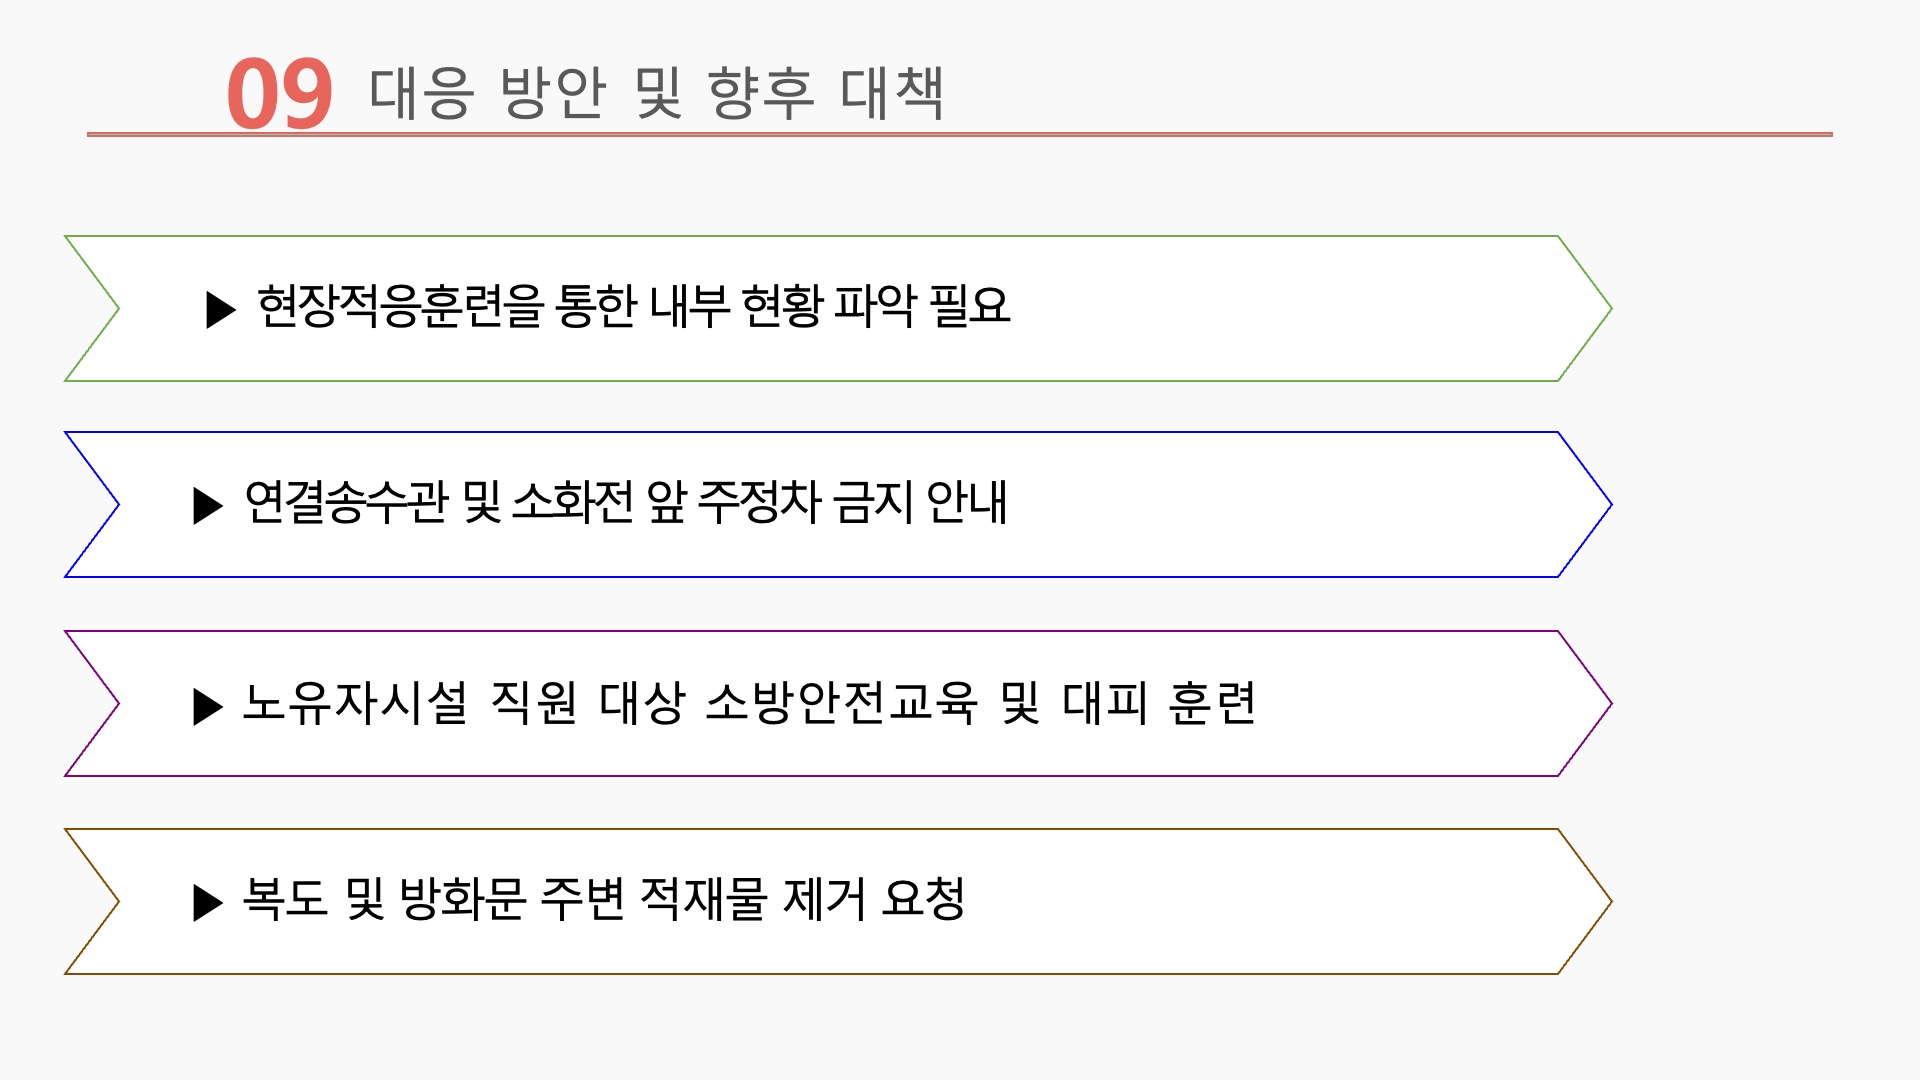 09 대응 방안 및 향후 대책
▶ 현장적응훈련을 통한 내부 현황 파악 필요
▶ 연결송수관 및 소화전 앞 주정차 금지 안내
▶ 노유자시설 직원 대상 소방안전교육 및 대피 훈련
▶ 복도 및 방화문 주변 적재물 제거 요청